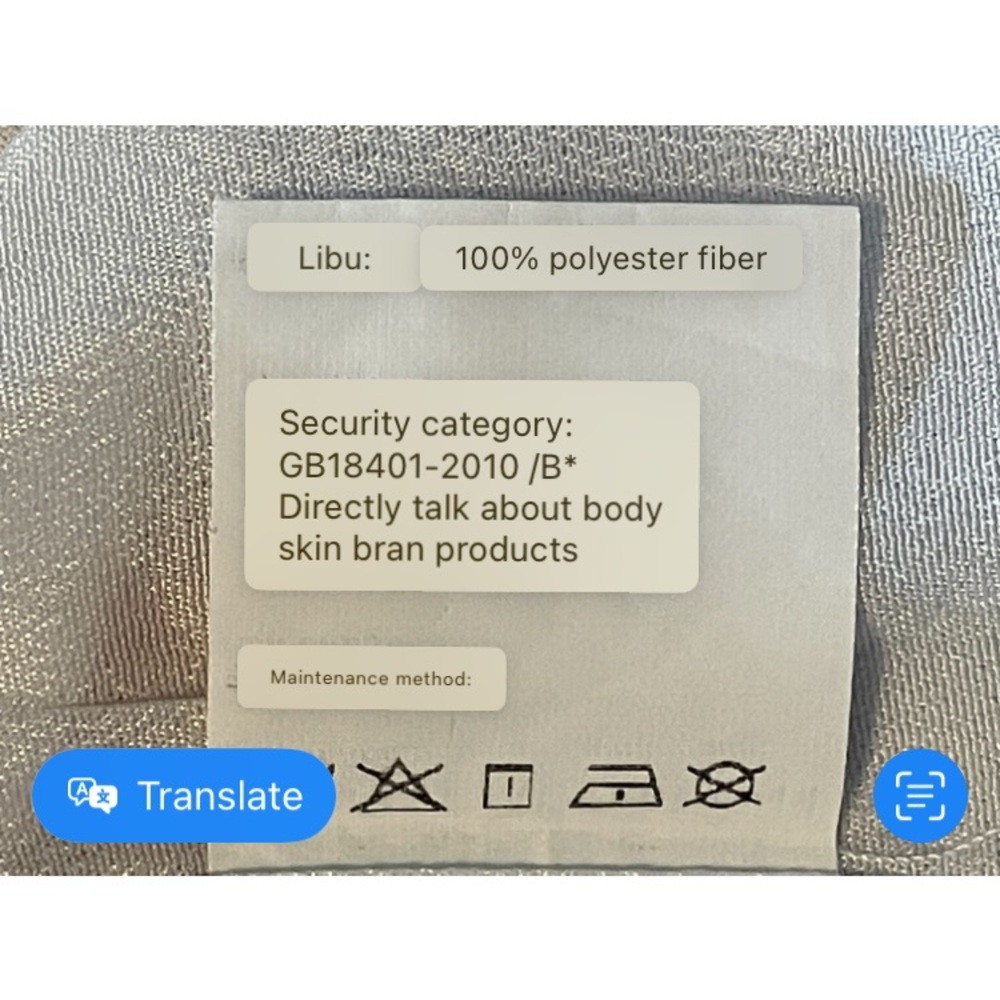 Libu: 100% polyester fiber
Security category:
GB18401-2010 /B*
Directly talk about body
skin bran products
Maintenance method:
Translate